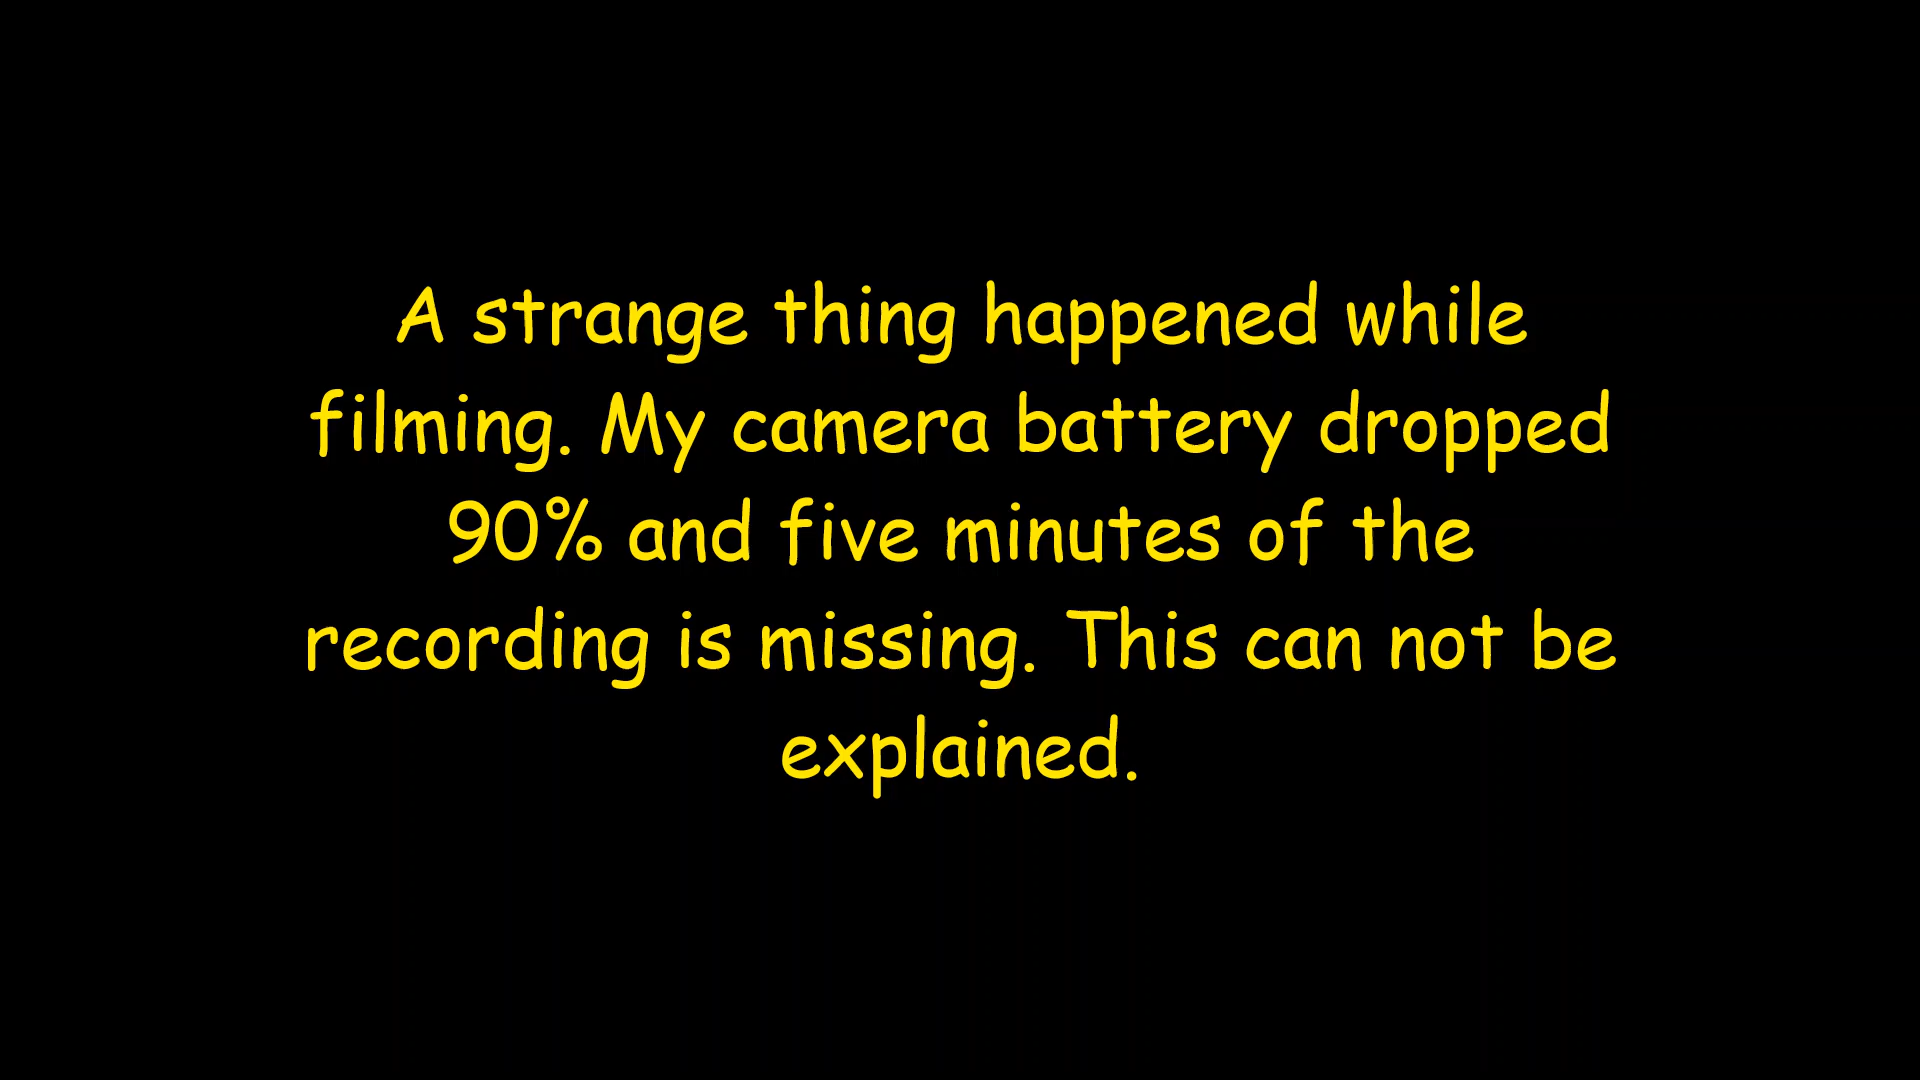 A strange thing happened while
filming. My camera battery dropped
90% and five minutes of the
recording is missing. This can not be
explained.